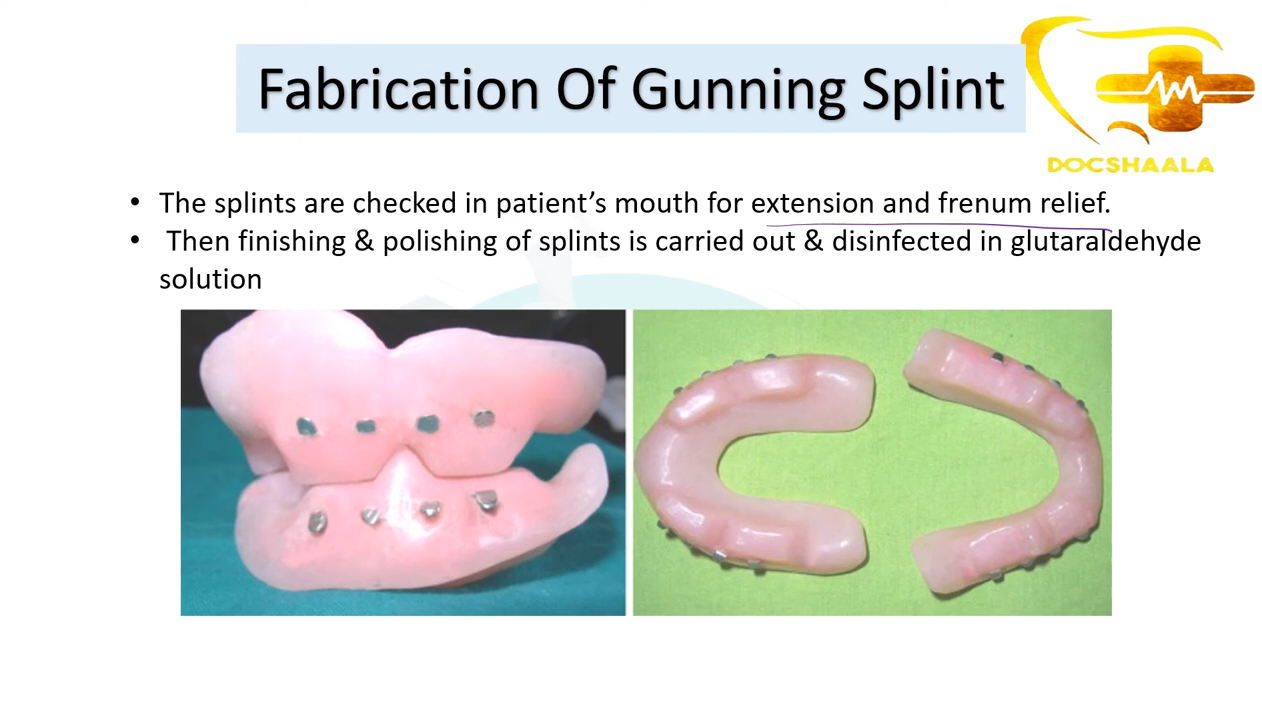 Fabrication Of Gunning Splint
DOCSHAALA
• The splints are checked in patient’s mouth for extension and frenum relief.
• Then finishing & polishing of splints is carried out & disinfected in glutaraldehyde
solution